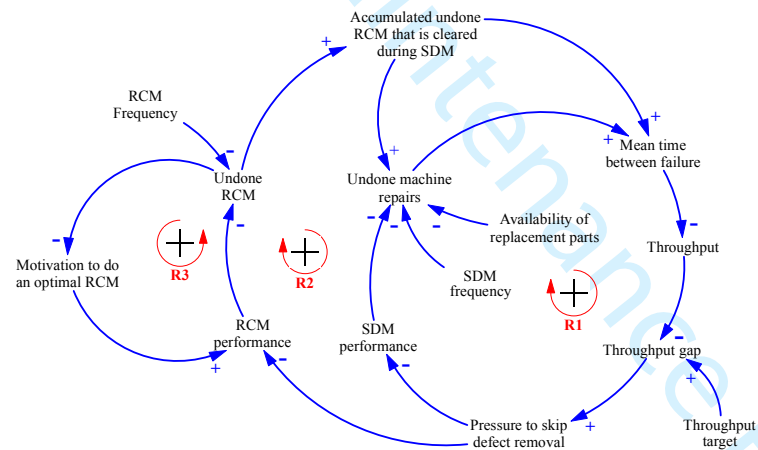 Accumulated undone
RCM that is cleared
during SDM
+
RCM
Frequency
-
Undone
RCM
+
Undone machine
repairs
+
+
Mean time
between failure
-
-
-
-
-
Availability of
replacement parts
-
Throughput
-
Motivation to do
an optimal RCM
R3
R2
SDM
frequency
R1
RCM
performance
+
-
SDM
performance
-
-
Throughput gap
+
Pressure to skip
defect removal
+
Throughput
target
intenance